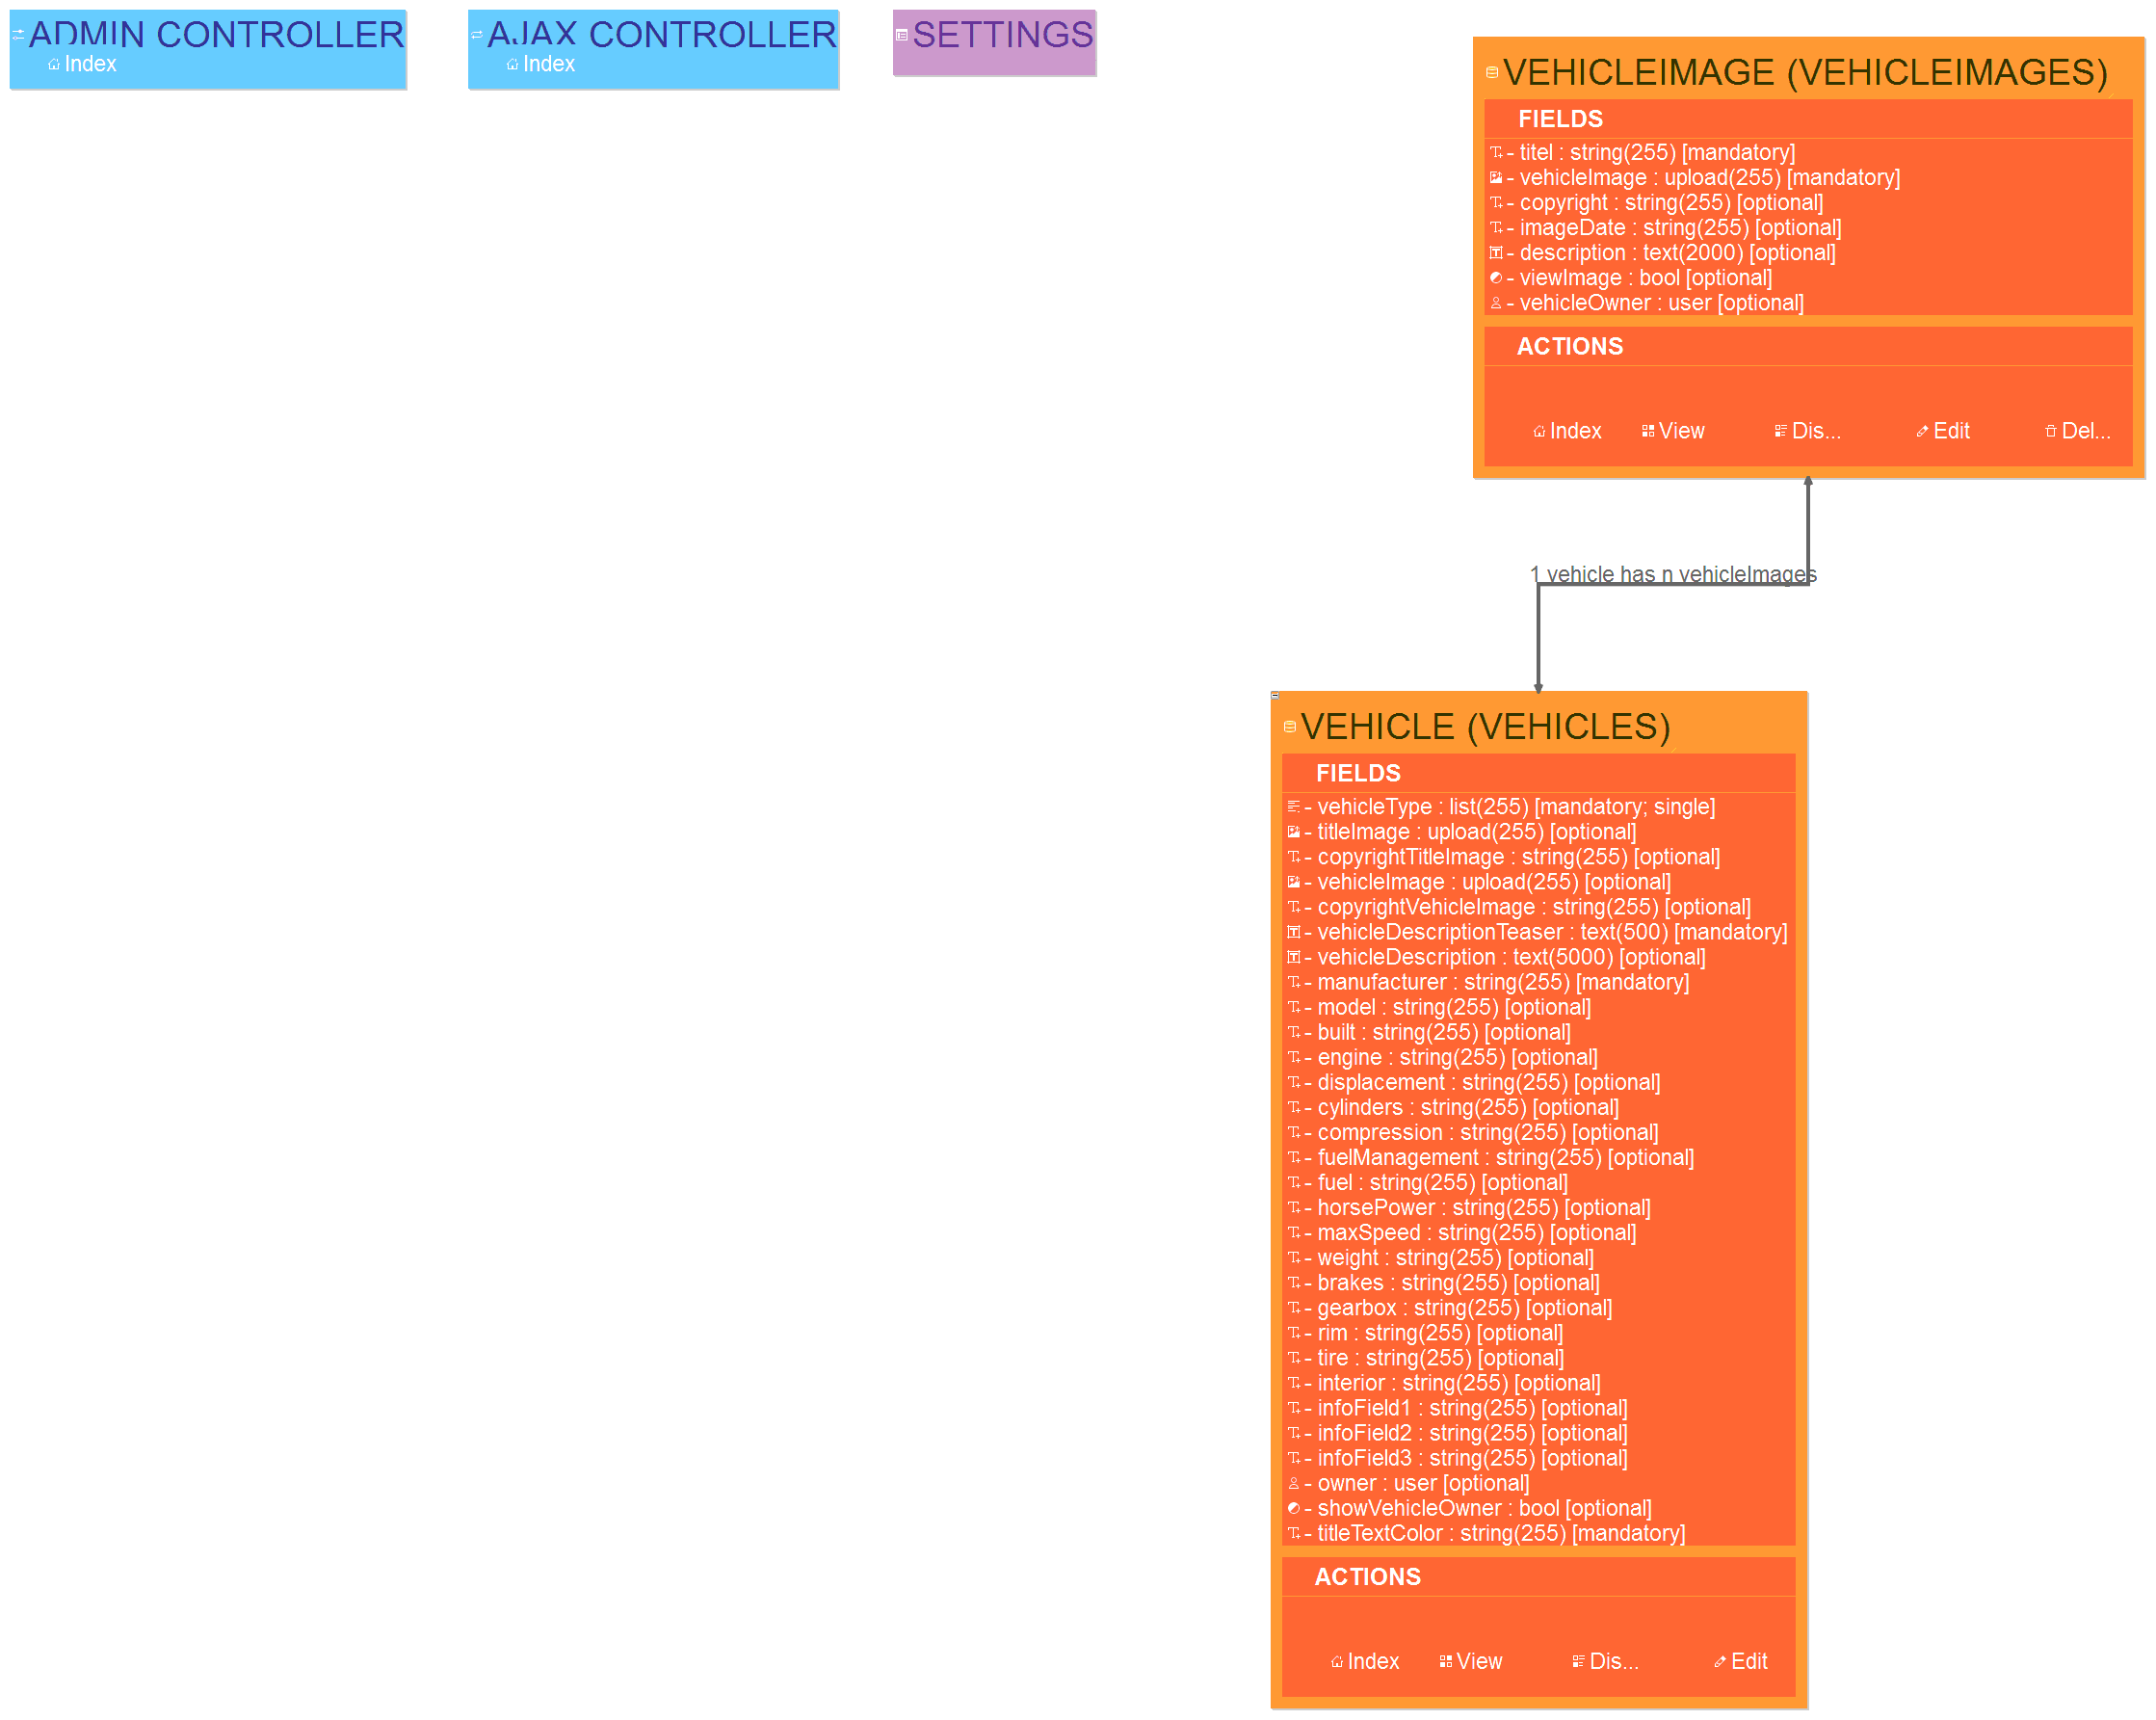 ADMIN CONTROLLER
Index
AJAX CONTROLLER
Index
SETTINGS
VEHICLEIMAGE (VEHICLEIMAGES)
FIELDS
- titel : string(255) [mandatory]
- vehicleImage : upload(255) [mandatory]
- copyright : string(255) [optional]
- imageDate : string(255) [optional]
- description : text(2000) [optional]
- viewImage : bool [optional]
- vehicleOwner : user [optional]
ACTIONS
Index View Dis... Edit Del...
1 vehicle has n vehicleImages
VEHICLE (VEHICLES)
FIELDS
- vehicleType : list(255) [mandatory; single]
- titleImage : upload(255) [optional]
- copyrightTitleImage : string(255) [optional]
- vehicleImage : upload(255) [optional]
- copyrightVehicleImage : string(255) [optional]
- vehicleDescriptionTeaser : text(500) [mandatory]
- vehicleDescription : text(5000) [optional]
- manufacturer : string(255) [mandatory]
- model : string(255) [optional]
- built : string(255) [optional]
- engine : string(255) [optional]
- displacement : string(255) [optional]
- cylinders : string(255) [optional]
- compression : string(255) [optional]
- fuelManagement : string(255) [optional]
- fuel : string(255) [optional]
- horsePower : string(255) [optional]
- maxSpeed : string(255) [optional]
- weight : string(255) [optional]
- brakes : string(255) [optional]
- gearbox : string(255) [optional]
- rim : string(255) [optional]
- tire : string(255) [optional]
- interior : string(255) [optional]
- infoField1 : string(255) [optional]
- infoField2 : string(255) [optional]
- infoField3 : string(255) [optional]
- owner : user [optional]
- showVehicleOwner : bool [optional]
- titleTextColor : string(255) [mandatory]
ACTIONS
Index View Dis... Edit